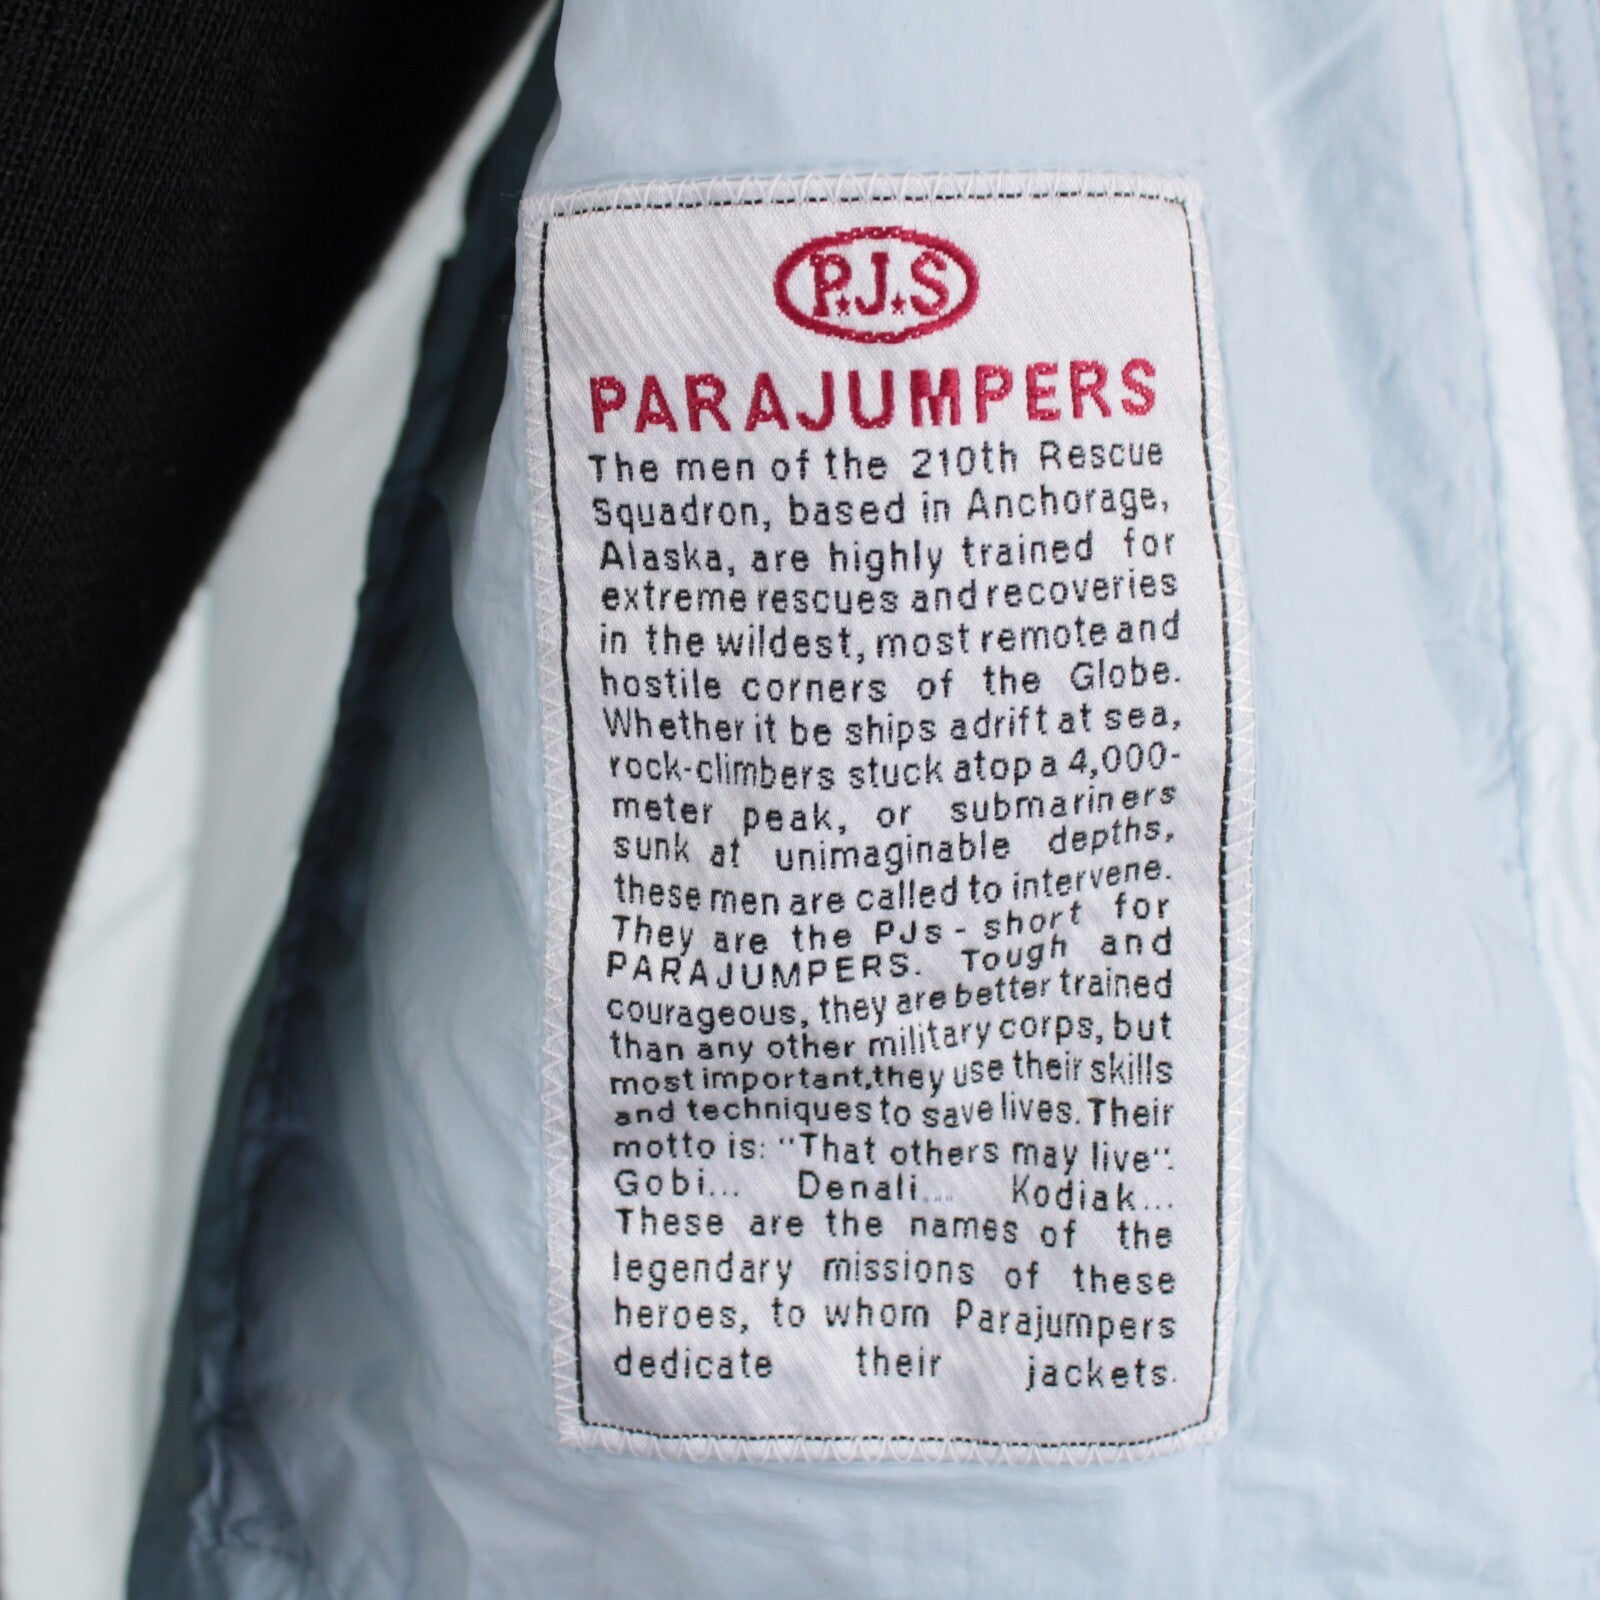 P.J.S
PARAJUMPERS
The men of the 210th Rescue
Squadron, based in Anchorage,
Alaska, are highly trained for
extreme rescues and recoveries
in the wildest, most remote and
hostile corners of the Globe.
Whether it be ships adrift at sea,
rock-climbers stuck atop a 4,000-
meter peak, or submariners
sunk at unimaginable depths,
these men are called to intervene.
They are the PJs - short for
PARAJUMPERS. Tough and
courageous, they are better trained
than any other military corps, but
most important, they use their skills
and techniques to save lives. Their
motto is: "That others may live".
Gobi... Denali... Kodiak...
These are the names of the
legendary missions of these
heroes, to whom Parajumpers
dedicate their jackets.